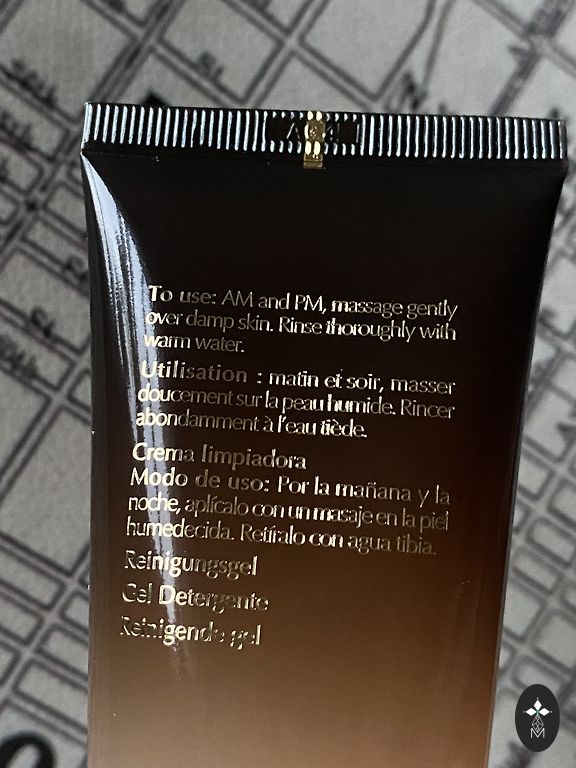 To use: AM and PM, massage gently
over damp skin. Rinse thoroughly with
warm water.
Utilisation : matin et soir, masser
doucement sur la peau humide. Rincer
abondamment à l'eau tiède.
Crema limpiadora
Modo de uso: Por la mañana y la
noche, aplícalo con un masaje en la piel
humedecida. Retíralo con agua tibia.
Reinigungsgel
Gel Detergente
Reinigende gel
M